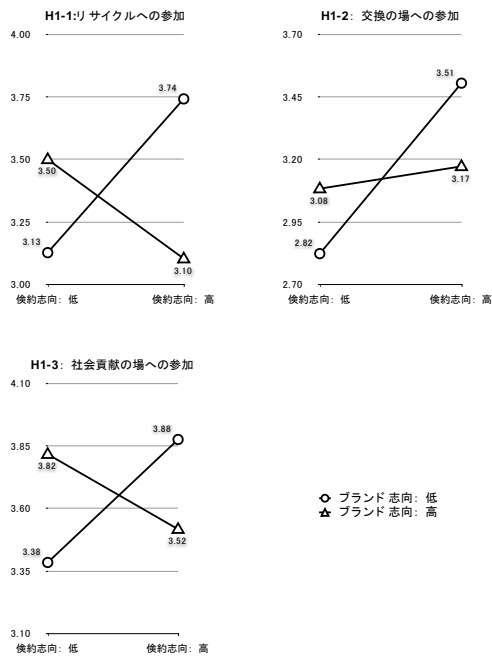 H1-1:リサイクルへの参加
4.00
3.75
3.50
3.25
3.00
3.74
3.50
3.13
3.10
倹約志向: 低
倹約志向: 高
H1-2: 交換の場への参加
3.70
3.45
3.20
2.95
2.70
3.51
3.08
3.17
2.82
倹約志向: 低
倹約志向: 高
H1-3: 社会貢献の場への参加
4.10
3.85
3.60
3.35
3.10
3.88
3.82
3.38
3.52
倹約志向: 低
倹約志向: 高
ブランド志向: 低
ブランド志向: 高